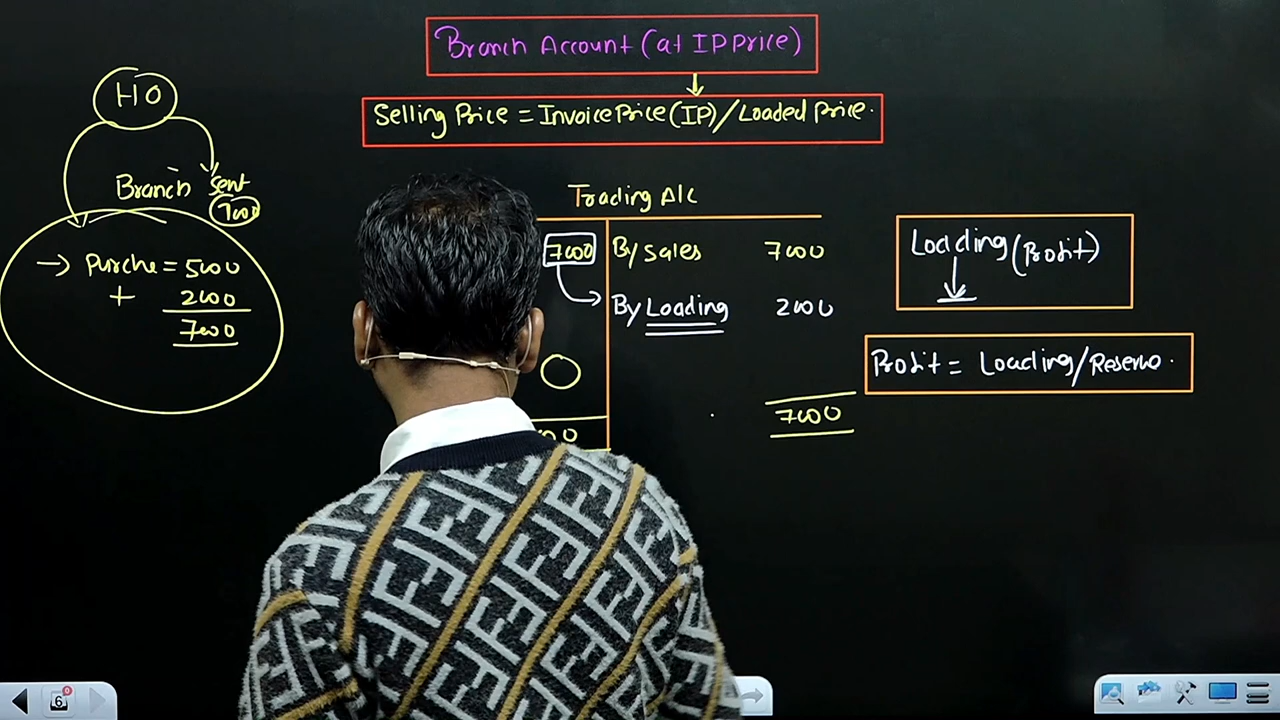 Branch Account (at IP Price)
Selling Price = Invoice Price (IP) / Loaded Price.
HO
Branch
Sent
7000
→ Purche = 5000
+ 2000
7000
Trading A/c
7000 By Sales 7000
By Loading 2000
7000
Loading (Profit)
Profit = Loading/Reserve.
6